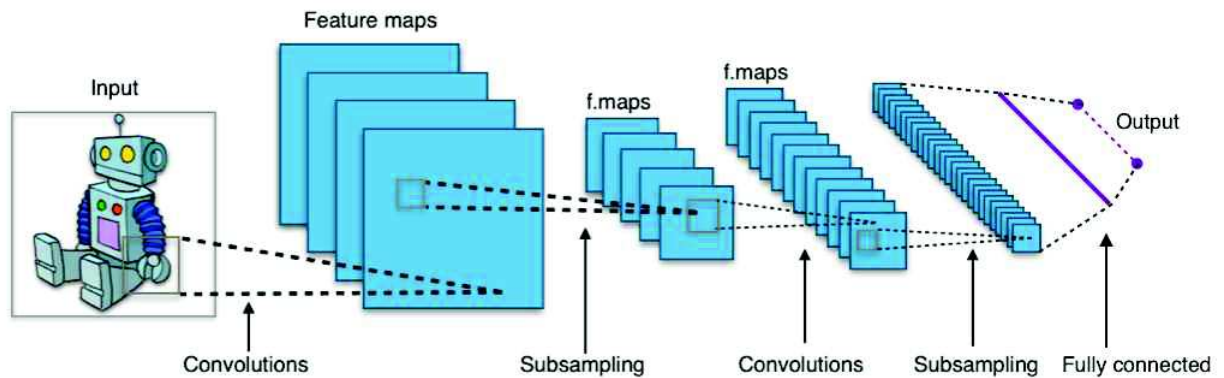 Feature maps
Input
f.maps
f.maps
Output
Convolutions
Subsampling
Convolutions
Subsampling
Fully connected